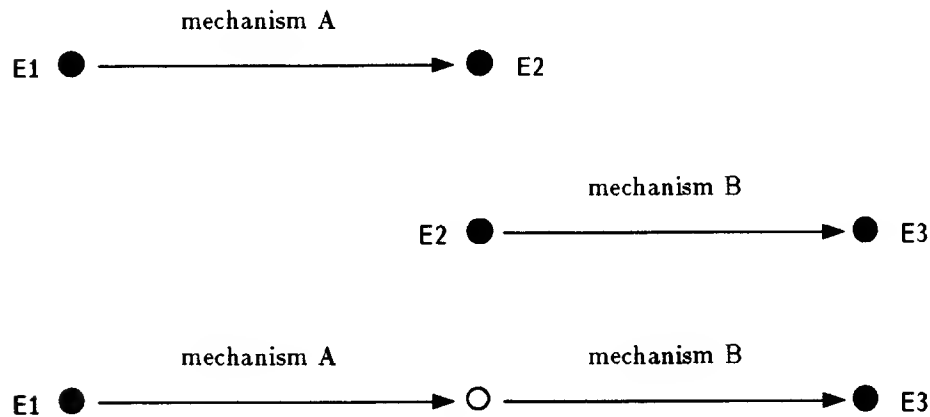 mechanism A
E1 E2
mechanism B
E2 E3
mechanism A mechanism B
E1 E3